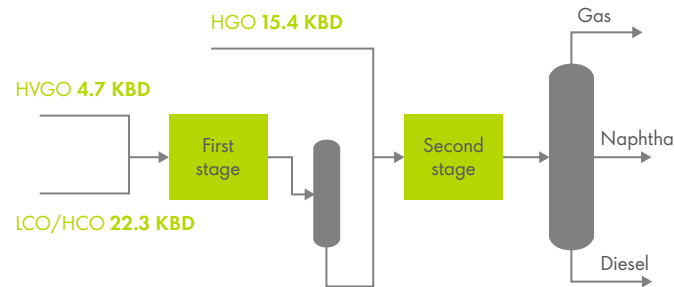 Gas
HGO 15.4 KBD
HVGO 4.7 KBD
First
stage
Second
stage
Naphtha
LCO/HCO 22.3 KBD
Diesel